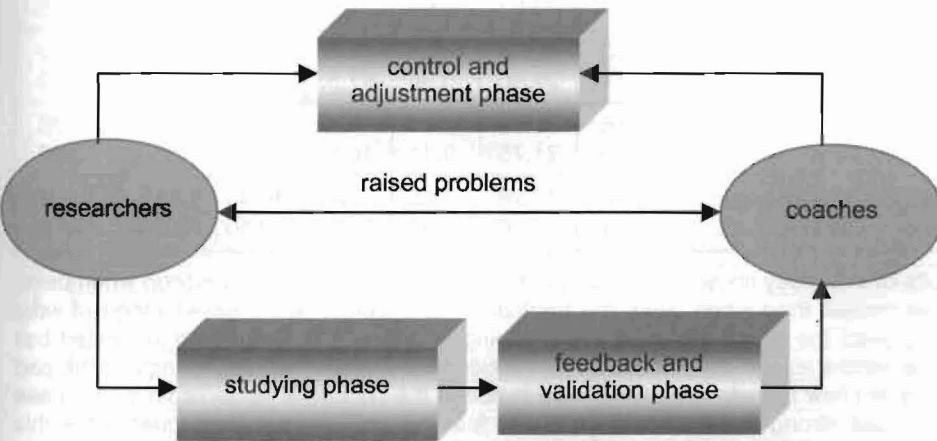 control and
adjustment phase
raised problems
researchers
coaches
studying phase
feedback and
validation phase